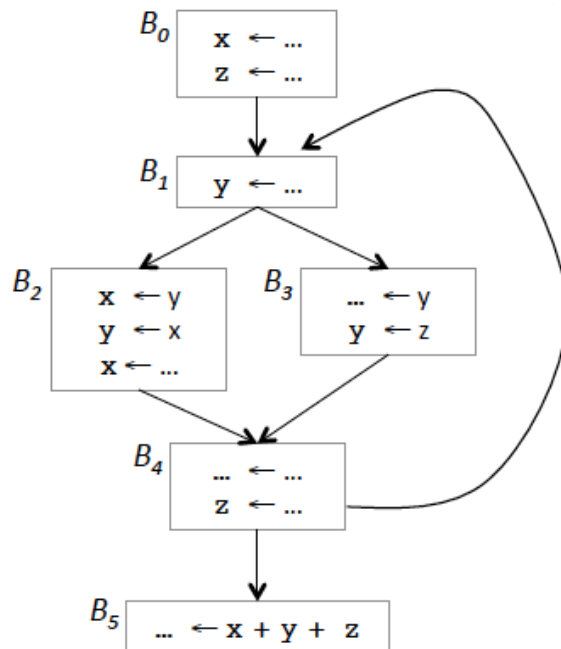 B0
x ← ...
z ← ...
B1
y ← ...
B2
x ← y
y ← x
x ← ...
B3
... ← y
y ← z
B4
... ← ...
z ← ...
B5
... ← x + y + z